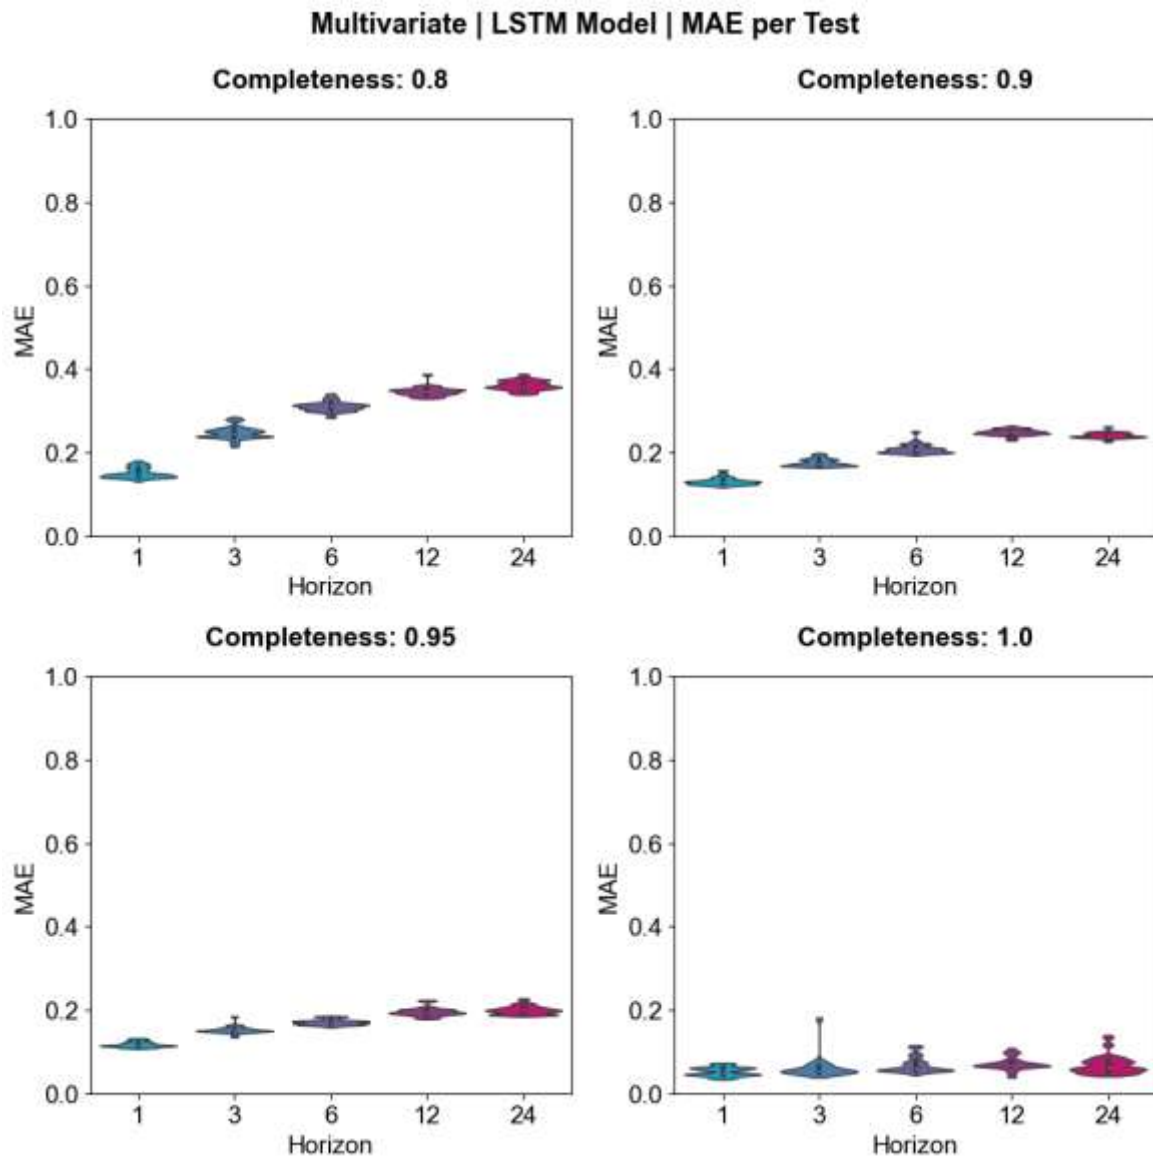 Multivariate | LSTM Model | MAE per Test
Completeness: 0.8
1.0
0.8
0.6
0.4
0.2
0.0
MAE
1 3 6 12 24
Horizon
Completeness: 0.9
1.0
0.8
0.6
0.4
0.2
0.0
MAE
1 3 6 12 24
Horizon
Completeness: 0.95
1.0
0.8
0.6
0.4
0.2
0.0
MAE
1 3 6 12 24
Horizon
Completeness: 1.0
1.0
0.8
0.6
0.4
0.2
0.0
MAE
1 3 6 12 24
Horizon